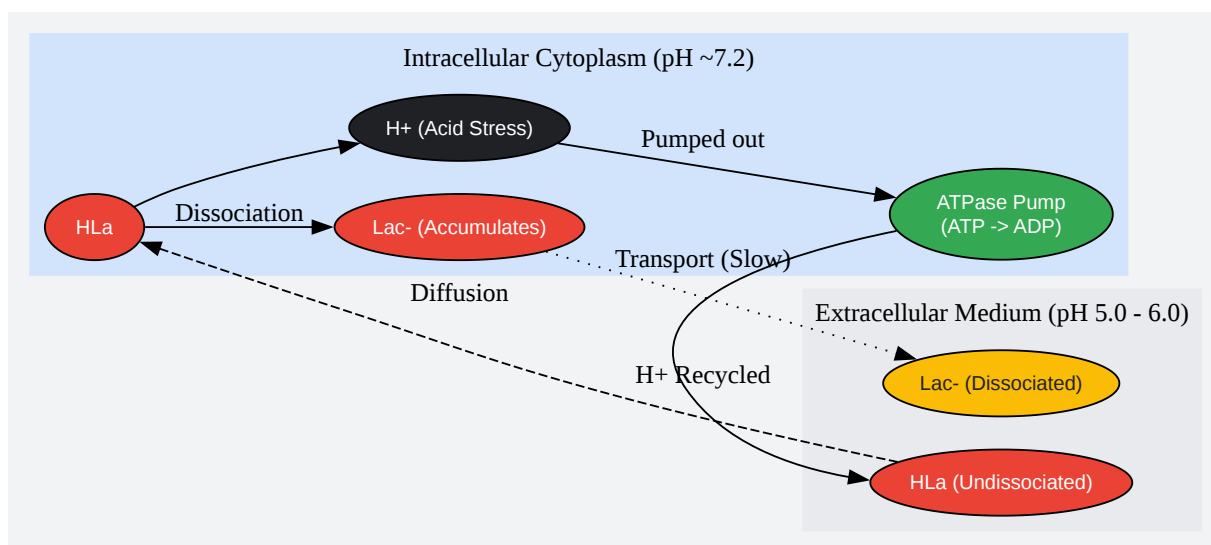 Intracellular Cytoplasm (pH ~7.2)
H+ (Acid Stress)
Pumped out
ATPase Pump
(ATP -> ADP)
HLa
Dissociation
Lac- (Accumulates)
Transport (Slow)
Diffusion
Extracellular Medium (pH 5.0 - 6.0)
H+ Recycled
Lac- (Dissociated)
HLa (Undissociated)